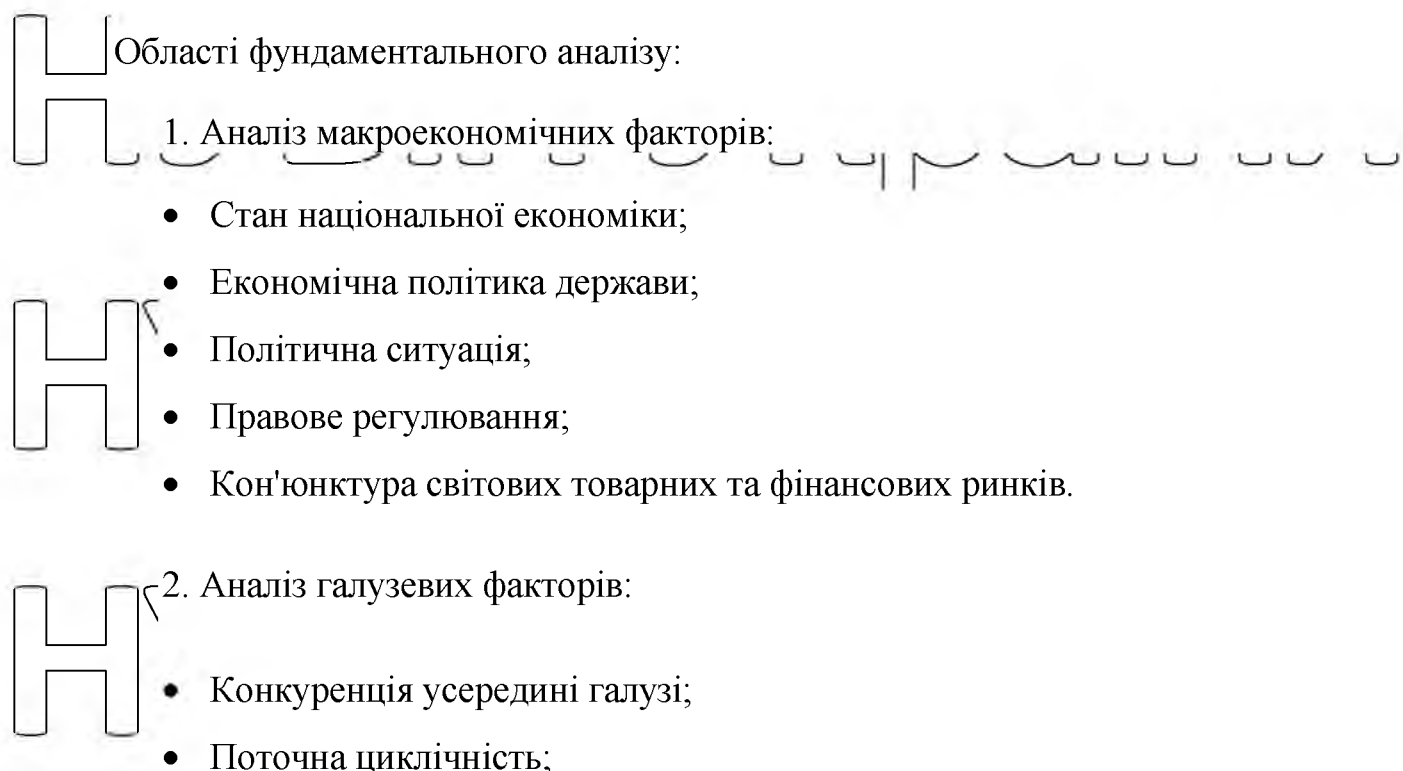 Області фундаментального аналізу:
1. Аналіз макроекономічних факторів:
• Стан національної економіки;
• Економічна політика держави;
• Політична ситуація;
• Правове регулювання;
• Кон'юнктура світових товарних та фінансових ринків.
2. Аналіз галузевих факторів:
• Конкуренція усередині галузі;
• Поточна циклічність;